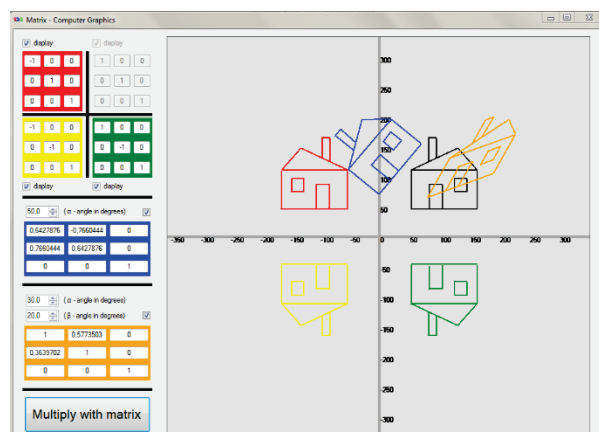 Matrix - Computer Graphics
display display
-1 0 0 1 0 0
0 1 0 0 1 0
0 0 1 0 0 1
-1 0 0 1 0 0
0 -1 0 0 -1 0
0 0 1 0 0 1
display display
50,0 (α - angle in degrees)
0,6427876 -0,7660444 0
0,7660444 0,6427876 0
0 0 1
30,0 (α - angle in degrees)
20,0 (β - angle in degrees)
1 0,5773503 0
0,3639702 1 0
0 0 1
Multiply with matrix
300
250
200
150
100
50
-350 -300 -250 -200 -150 -100 -50 0 50 100 150 200 250 300
-50
-100
-150
-200
-250
-300